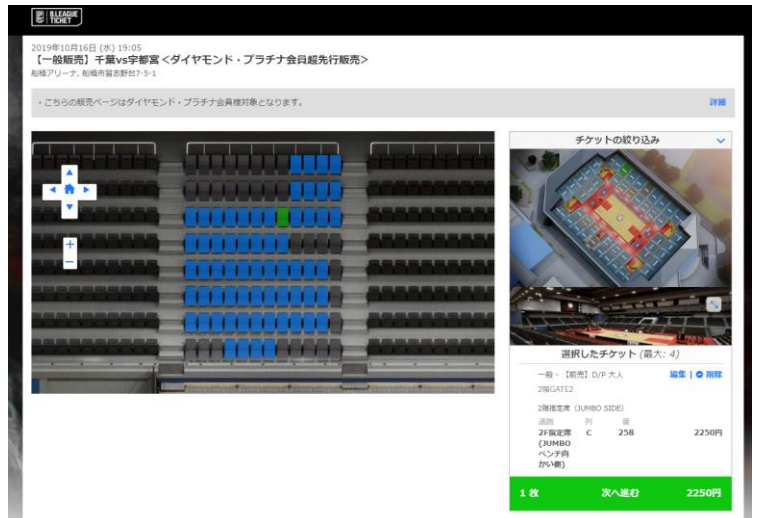 B.LEAGUE
TICKET
2019年10月16日 (水) 19:05
【一般販売】千葉vs宇都宮<ダイヤモンド・プラチナ会員超先行販売>
船橋アリーナ, 船橋市習志野台7-5-1
・こちらの販売ページはダイヤモンド・プラチナ会員様対象となります。
詳細
チケットの絞り込み
選択したチケット (最大: 4)
一般 - 【前売】D/P 大人
編集 | 削除
2階GATE2
2階指定席 (JUMBO SIDE)
通路 列 番
2F指定席 C 258 2250円
(JUMBO
ベンチ向
かい側)
1 枚 次へ進む 2250円